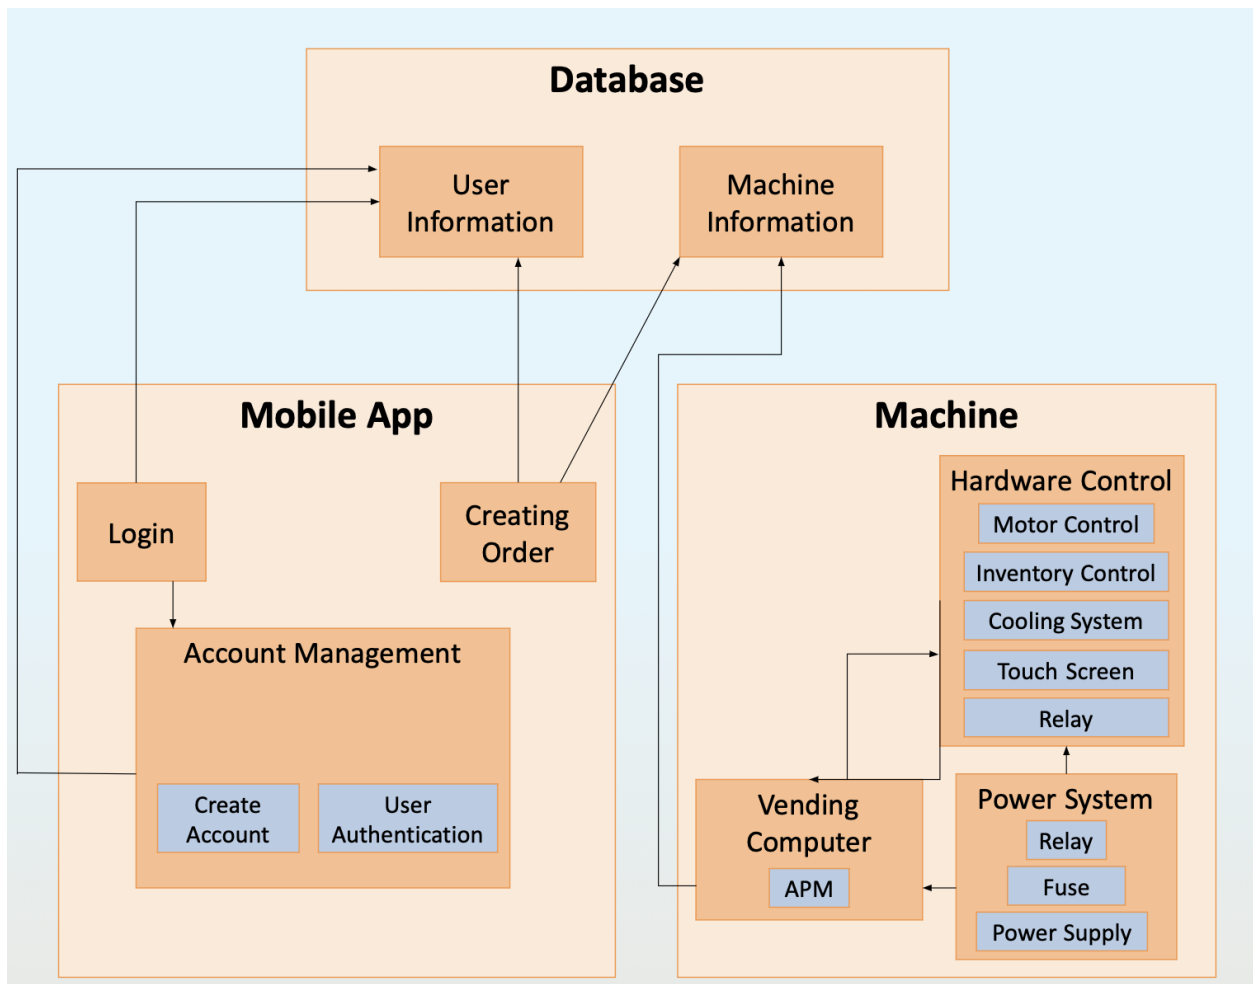 Database
User
Information
Machine
Information
Mobile App
Login
Creating
Order
Account Management
Create
Account
User
Authentication
Machine
Hardware Control
Motor Control
Inventory Control
Cooling System
Touch Screen
Relay
Vending
Computer
APM
Power System
Relay
Fuse
Power Supply